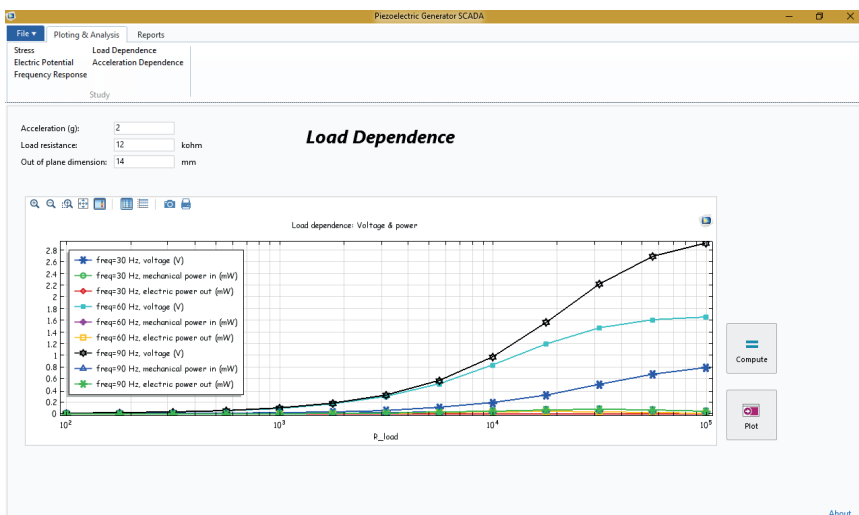 Piezoelectric Generator SCADA
File ▼ Ploting & Analysis Reports
Stress Load Dependence
Electric Potential Acceleration Dependence
Frequency Response
Study
Acceleration (g): 2
Load resistance: 12 kohm
Out of plane dimension: 14 mm
Load Dependence
Load dependence: Voltage & power
2.8
2.6
2.4
2.2
2
1.8
1.6
1.4
1.2
1
0.8
0.6
0.4
0.2
0
freq=30 Hz, voltage (V)
freq=30 Hz, mechanical power in (mW)
freq=30 Hz, electric power out (mW)
freq=60 Hz, voltage (V)
freq=60 Hz, mechanical power in (mW)
freq=60 Hz, electric power out (mW)
freq=90 Hz, voltage (V)
freq=90 Hz, mechanical power in (mW)
freq=90 Hz, electric power out (mW)
10² 10³ 10⁴ 10⁵
R_load
Compute
Plot
About